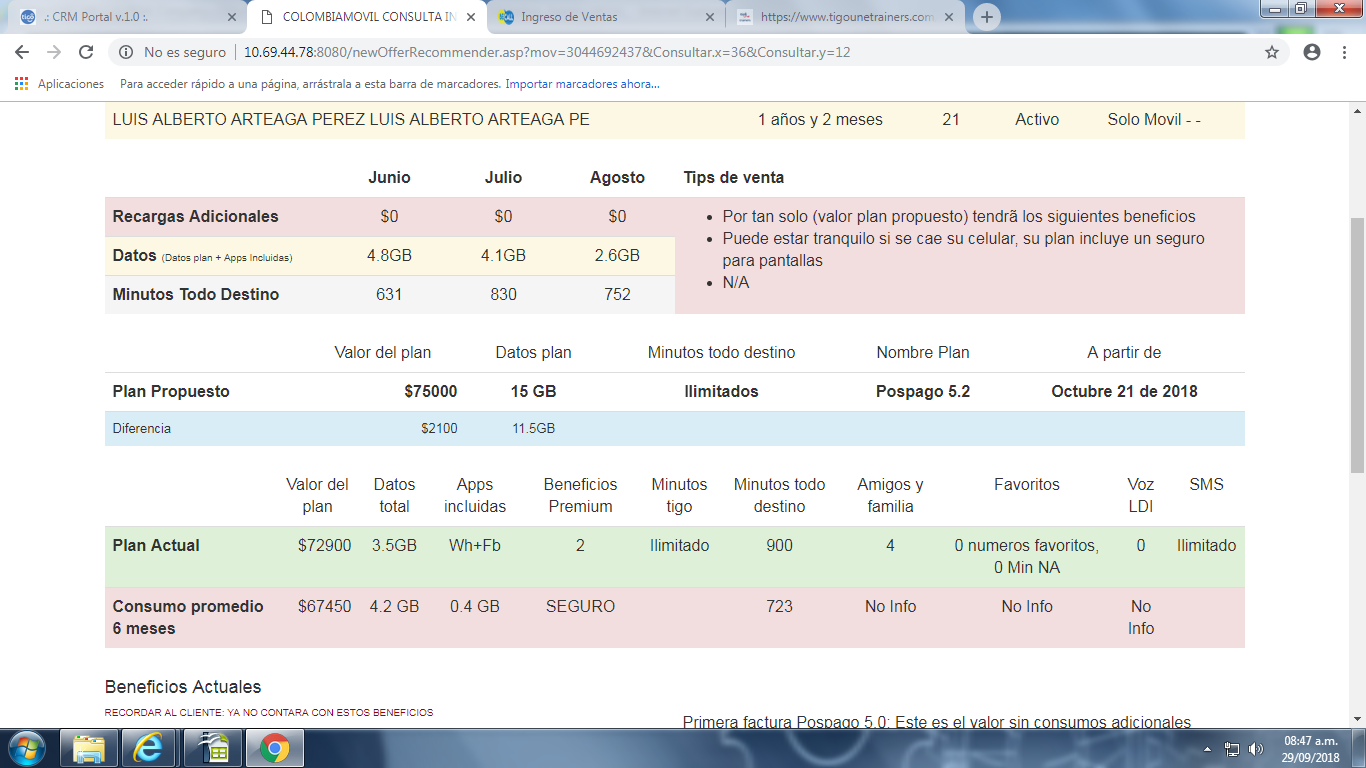 .: CRM Portal v.1.0 :.
COLOMBIAMOVIL CONSULTA IN
Ingreso de Ventas
https://www.tigounetrainers.com
No es seguro
10.69.44.78:8080/newOfferRecommender.asp?mov=3044692437&Consultar.x=36&Consultar.y=12
Aplicaciones
Para acceder rápido a una página, arrástrala a esta barra de marcadores. Importar marcadores ahora...
LUIS ALBERTO ARTEAGA PEREZ LUIS ALBERTO ARTEAGA PE 1 años y 2 meses 21 Activo Solo Movil - -
Junio Julio Agosto Tips de venta
Recargas Adicionales $0 $0 $0
Datos (Datos plan + Apps Incluidas) 4.8GB 4.1GB 2.6GB
Minutos Todo Destino 631 830 752
• Por tan solo (valor plan propuesto) tendrã los siguientes beneficios
• Puede estar tranquilo si se cae su celular, su plan incluye un seguro
para pantallas
• N/A
Valor del plan Datos plan Minutos todo destino Nombre Plan A partir de
Plan Propuesto $75000 15 GB Ilimitados Pospago 5.2 Octubre 21 de 2018
Diferencia $2100 11.5GB
Valor del Datos Apps Beneficios Minutos Minutos todo Amigos y Favoritos Voz SMS
plan total incluidas Premium tigo destino familia LDI
Plan Actual $72900 3.5GB Wh+Fb 2 Ilimitado 900 4 0 numeros favoritos, 0 Ilimitado
0 Min NA
Consumo promedio $67450 4.2 GB 0.4 GB SEGURO 723 No Info No Info No
6 meses Info
Beneficios Actuales
RECORDAR AL CLIENTE: YA NO CONTARA CON ESTOS BENEFICIOS
Primera factura Pospago 5.0: Este es el valor sin consumos adicionales
08:47 a.m.
29/09/2018